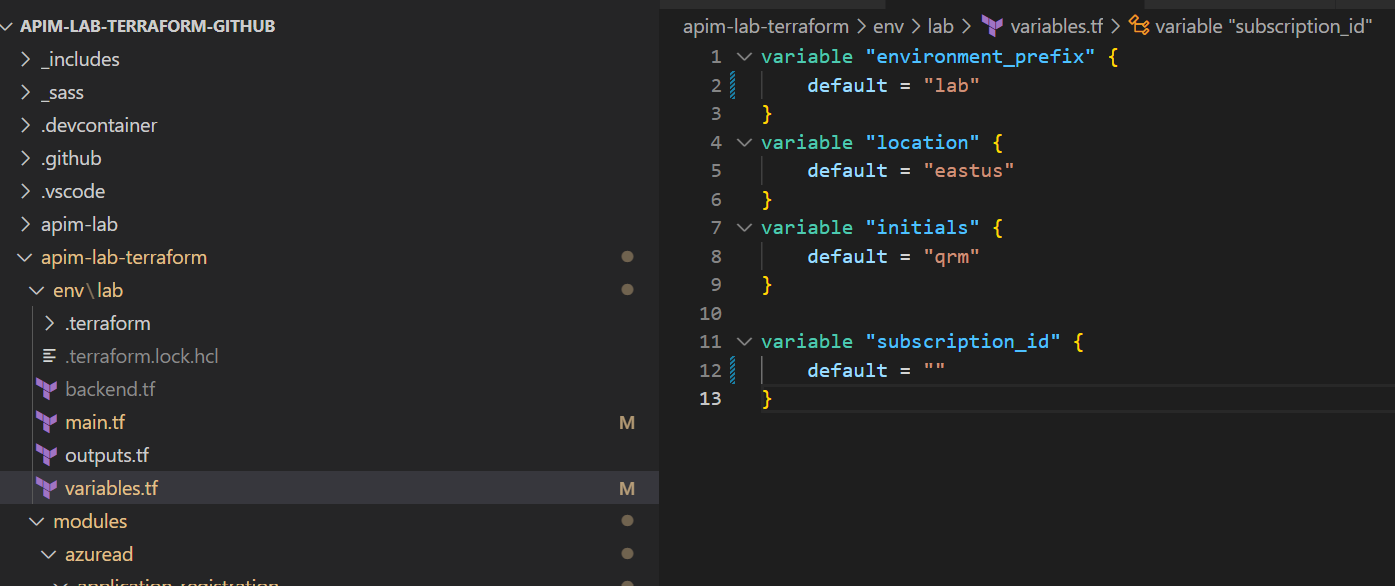 APIM-LAB-TERRAFORM-GITHUB
_includes
_sass
.devcontainer
.github
.vscode
apim-lab
apim-lab-terraform
env\lab
.terraform
.terraform.lock.hcl
backend.tf
main.tf M
outputs.tf
variables.tf M
modules
azuread
application-registration
apim-lab-terraform > env > lab > variables.tf > variable "subscription_id"
1 variable "environment_prefix" {
2 default = "lab"
3 }
4 variable "location" {
5 default = "eastus"
6 }
7 variable "initials" {
8 default = "qrm"
9 }
10
11 variable "subscription_id" {
12 default = ""
13 }